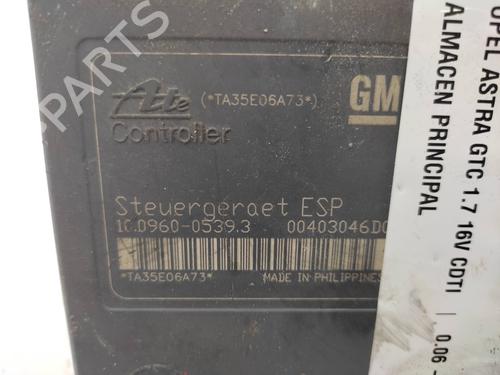 Ate
(*TA35E06A73*)
GM
Controller
Steuergeraet ESP
10.0960-0539.3
00403046D0
*TA35E06A73*
MADE IN PHILIPPINES
OPEL ASTRA GTC 1.7 16V CDTI | 0.06 -
ALMACEN PRINCIPAL